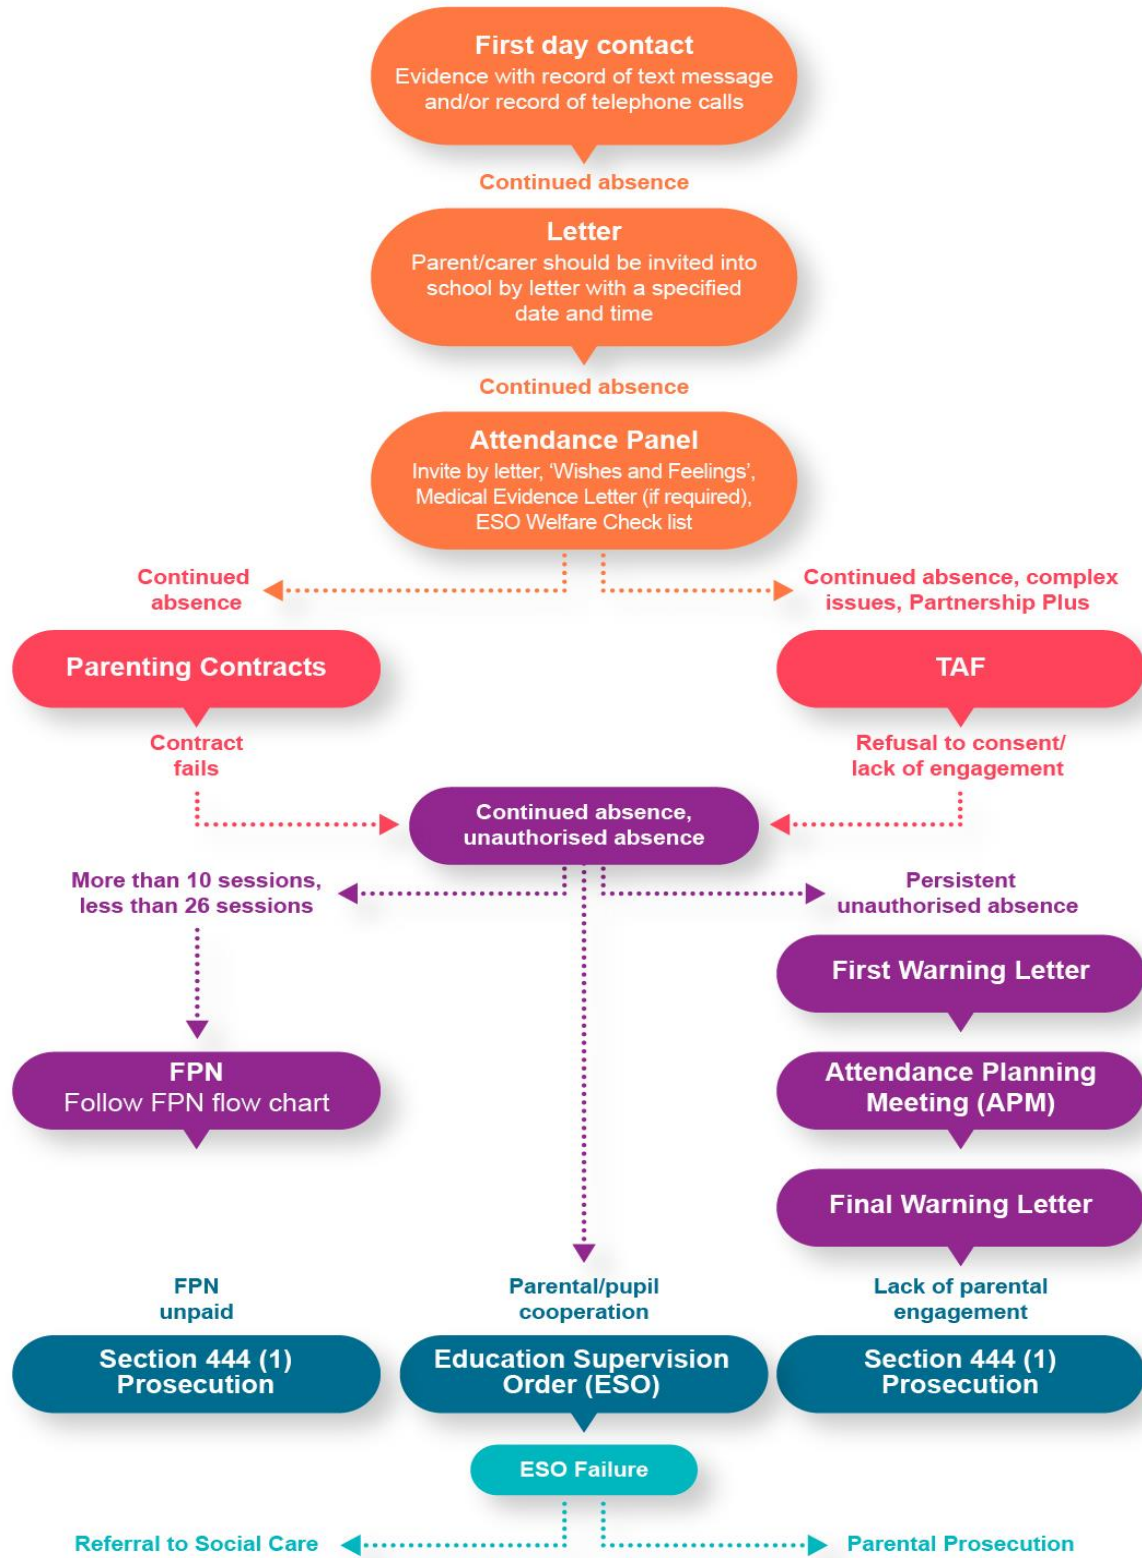 First day contact
Evidence with record of text message
and/or record of telephone calls
Continued absence
Letter
Parent/carer should be invited into
school by letter with a specified
date and time
Continued absence
Attendance Panel
Invite by letter, ‘Wishes and Feelings’,
Medical Evidence Letter (if required),
ESO Welfare Check list
Continued
absence
Continued absence, complex
issues, Partnership Plus
Parenting Contracts
TAF
Contract
fails
Refusal to consent/
lack of engagement
Continued absence,
unauthorised absence
More than 10 sessions,
less than 26 sessions
Persistent
unauthorised absence
First Warning Letter
FPN
Follow FPN flow chart
Attendance Planning
Meeting (APM)
Final Warning Letter
FPN
unpaid
Parental/pupil
cooperation
Lack of parental
engagement
Section 444 (1)
Prosecution
Education Supervision
Order (ESO)
Section 444 (1)
Prosecution
ESO Failure
Referral to Social Care
Parental Prosecution